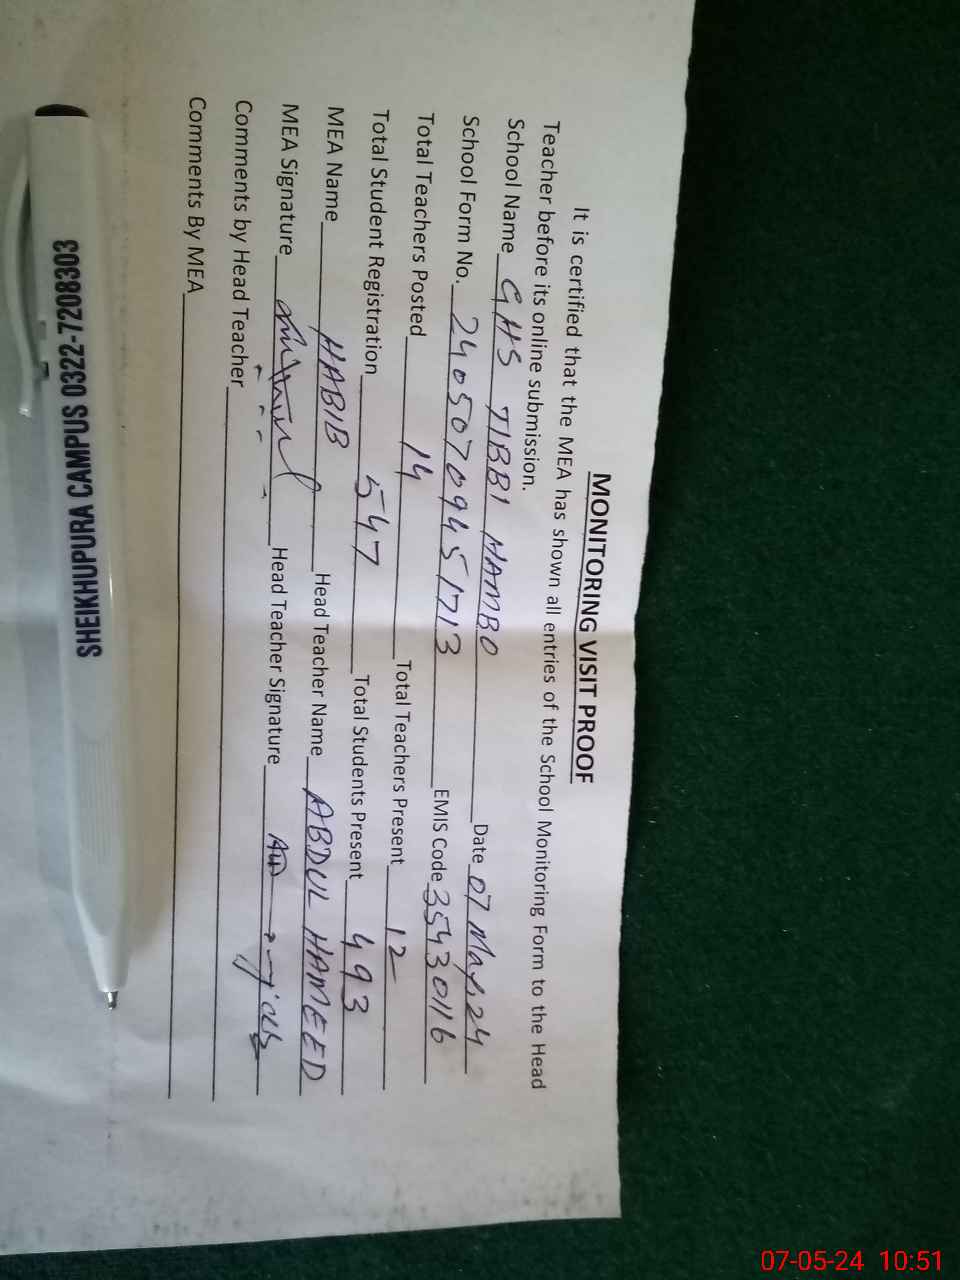 MONITORING VISIT PROOF
It is certified that the MEA has shown all entries of the School Monitoring Form to the Head
Teacher before its online submission.
School Name GHS TIBBI HAMBO Date 07 May, 24
School Form No. 24050709451713 EMIS Code 35430116
Total Teachers Posted 14 Total Teachers Present 12
Total Student Registration 547 Total Students Present 493
MEA Name HABIB Head Teacher Name ABDUL HAMEED
MEA Signature Head Teacher Signature
Comments by Head Teacher
Comments By MEA
SHEIKHUPURA CAMPUS 0322-7208303
07-05-24 10:51